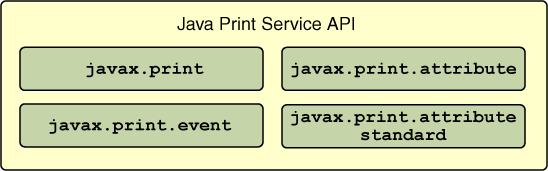 Java Print Service API
javax.print
javax.print.attribute
javax.print.event
javax.print.attribute
standard